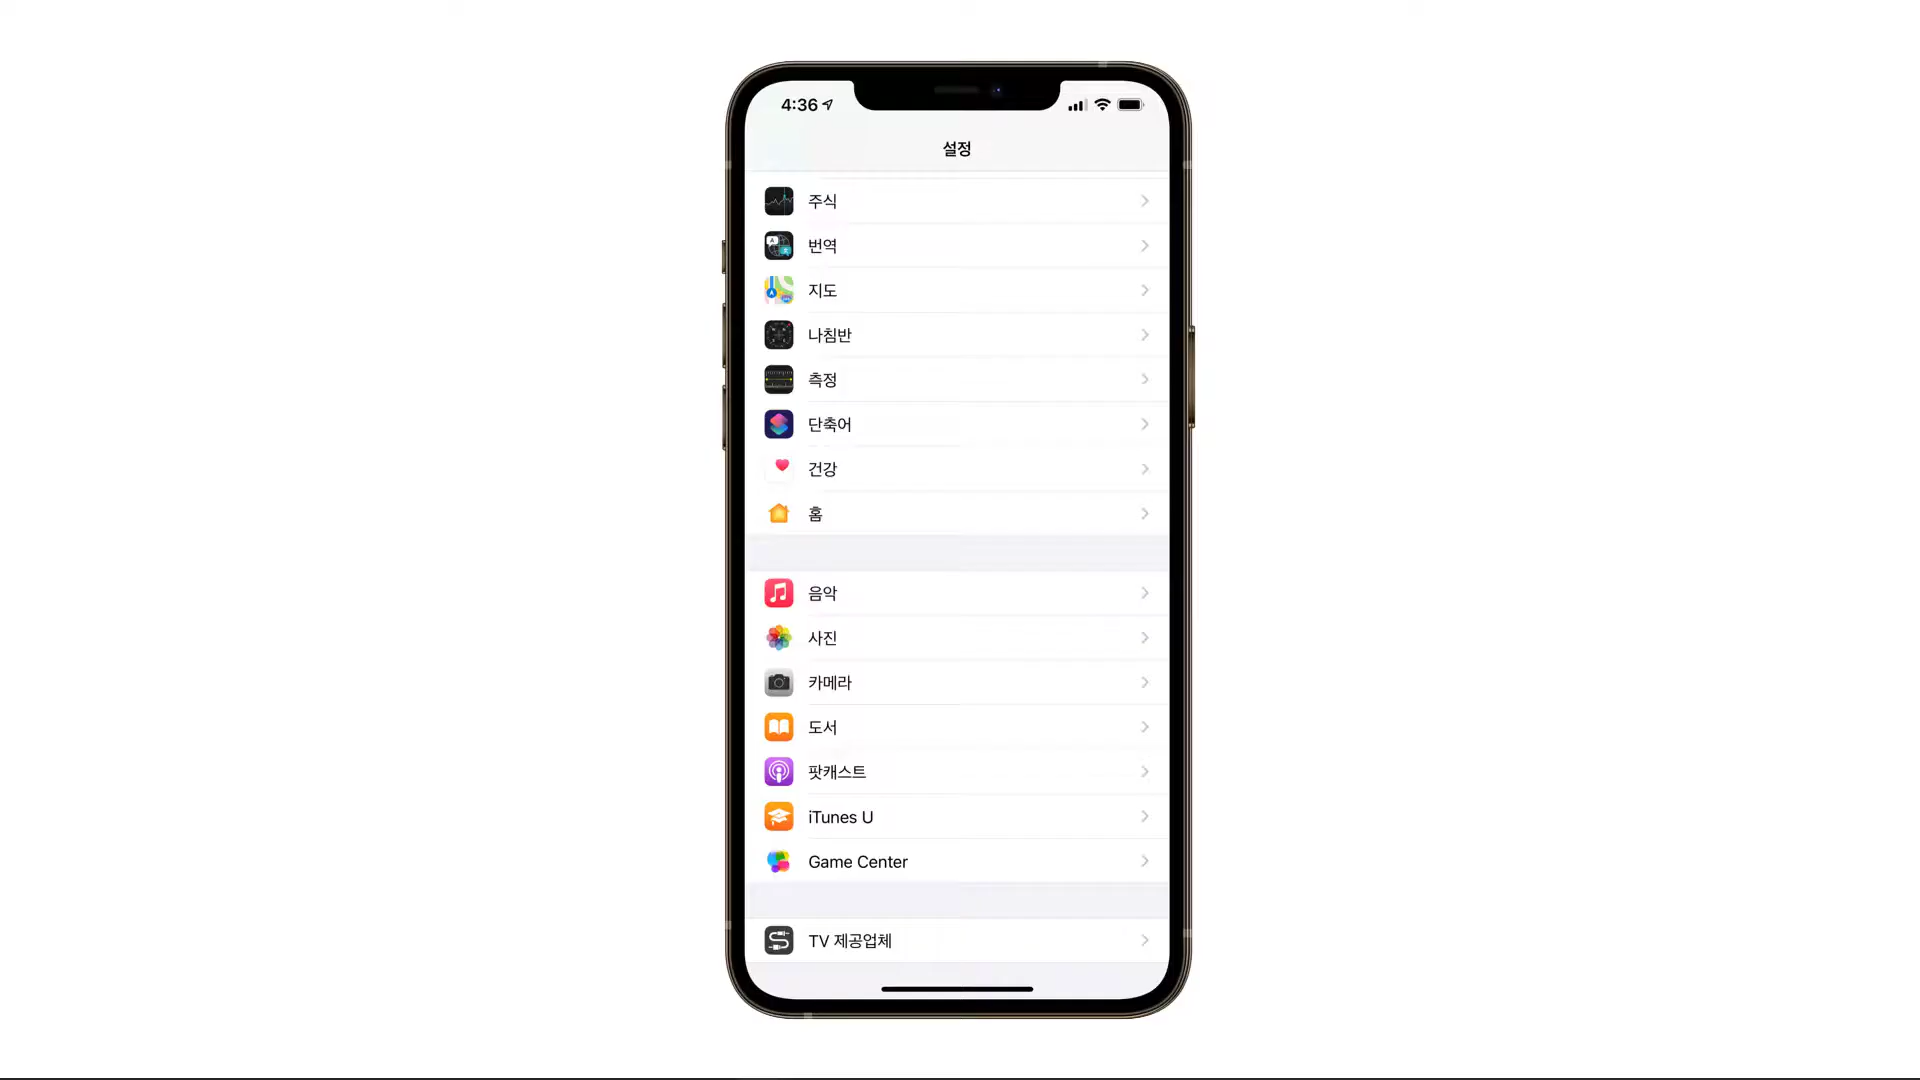 4:36
설정
주식
번역
지도
나침반
측정
단축어
건강
홈
음악
사진
카메라
도서
팟캐스트
iTunes U
Game Center
TV 제공업체